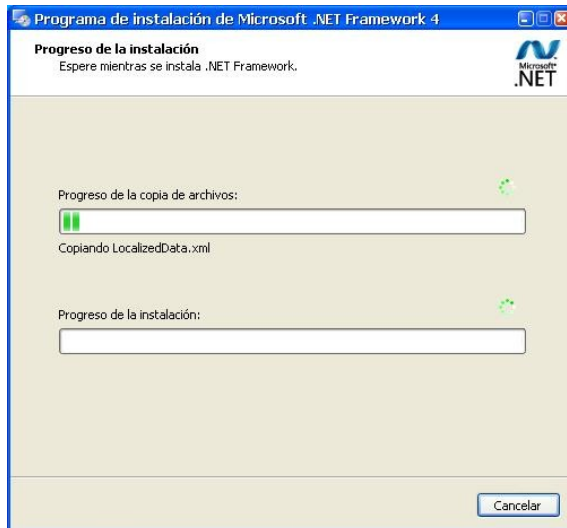 Programa de instalación de Microsoft .NET Framework 4
Progreso de la instalación
Espere mientras se instala .NET Framework.
Microsoft
.NET
Progreso de la copia de archivos:
Copiando LocalizedData.xml
Progreso de la instalación:
Cancelar